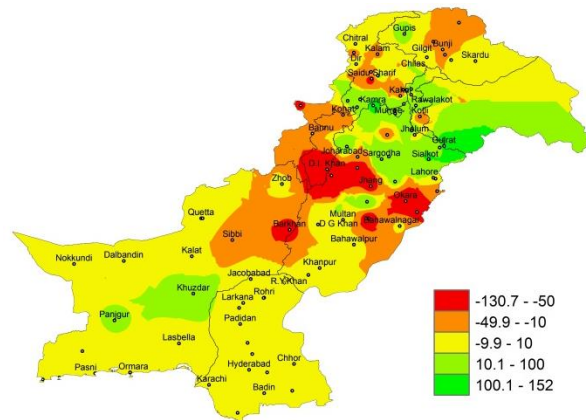 Gupis
Chitral
Gilgit
Bunji
Kalam
Dir
Chilas
Skardu
Saidu Sharif
Kakul
Kamra
Rawalakot
Kohat
Murree
Kotli
Bannu
Jhelum
Joharabad
Gujrat
Sargodha
Sialkot
D.I. Khan
Lahore
Zhob
Jhang
Okara
Quetta
Multan
Barkhan
D G Khan
Bahawalnagar
Sibbi
Bahawalpur
Kalat
Nokkundi
Dalbandin
Khanpur
Jacobabad
R.Y.Khan
Khuzdar
Larkana
Rohri
Panjgur
Padidan
Lasbella
Pasni
Ormara
Hyderabad
Chhor
Karachi
Badin
-130.7 - -50
-49.9 - -10
-9.9 - 10
10.1 - 100
100.1 - 152